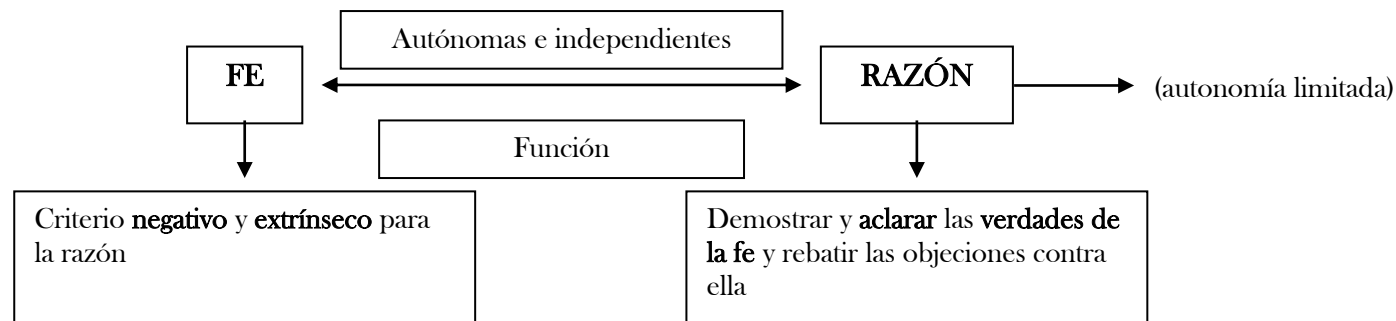 Autónomas e independientes
FE
RAZÓN
(autonomía limitada)
Función
Criterio negativo y extrínseco para
la razón
Demostrar y aclarar las verdades de
la fe y rebatir las objeciones contra
ella